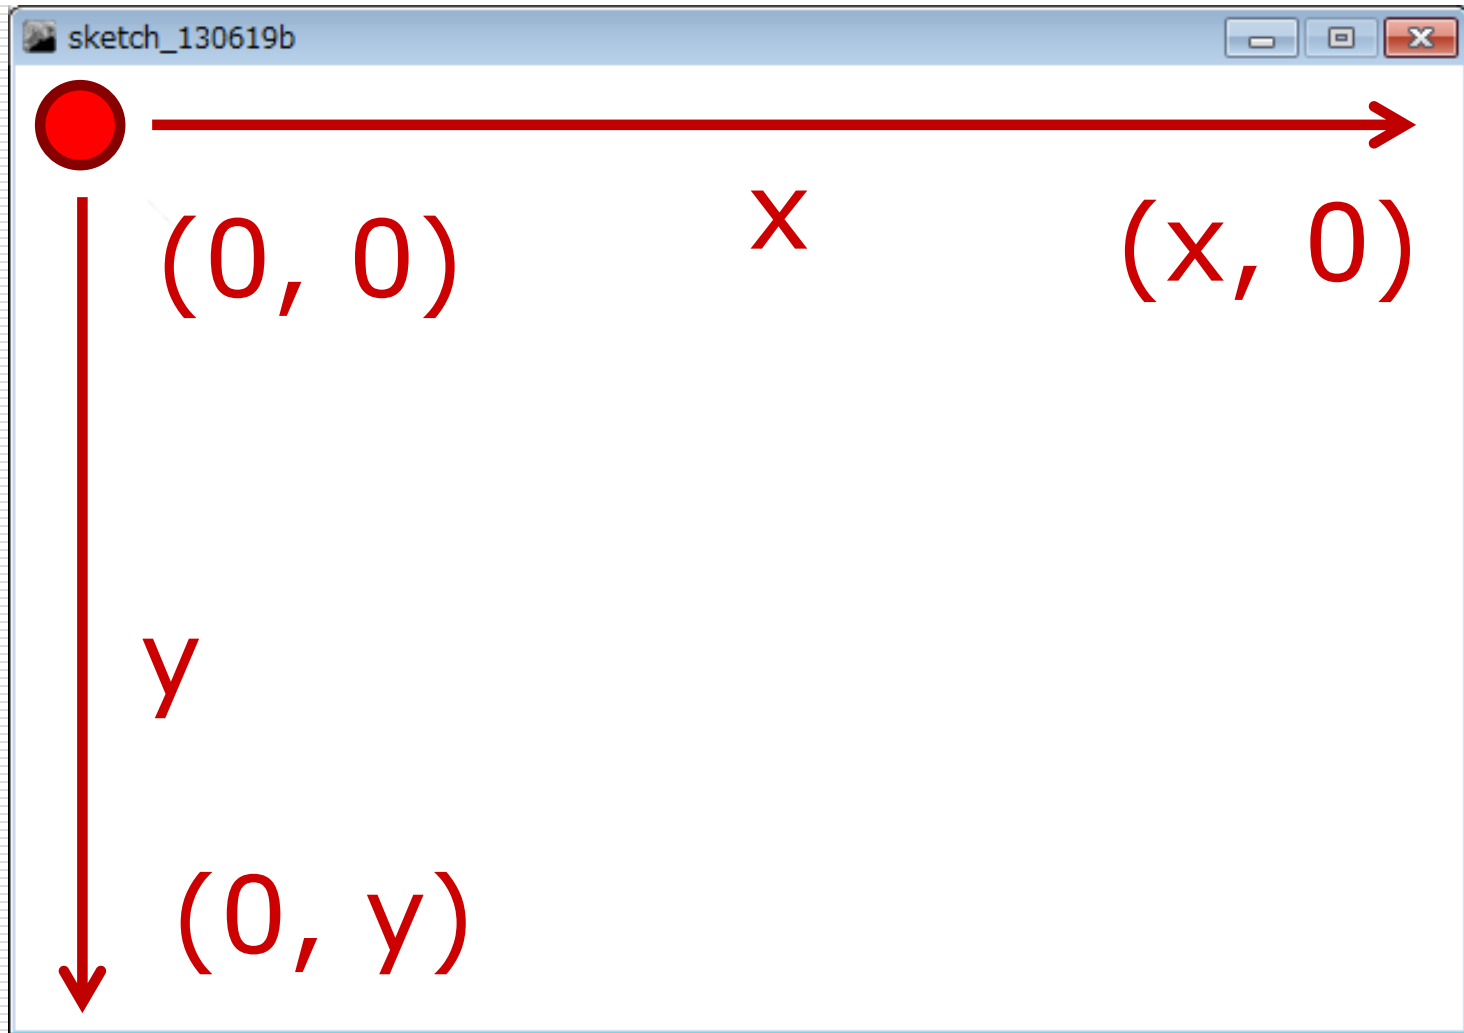 sketch_130619b
x
(0, 0)
(x, 0)
y
(0, y)